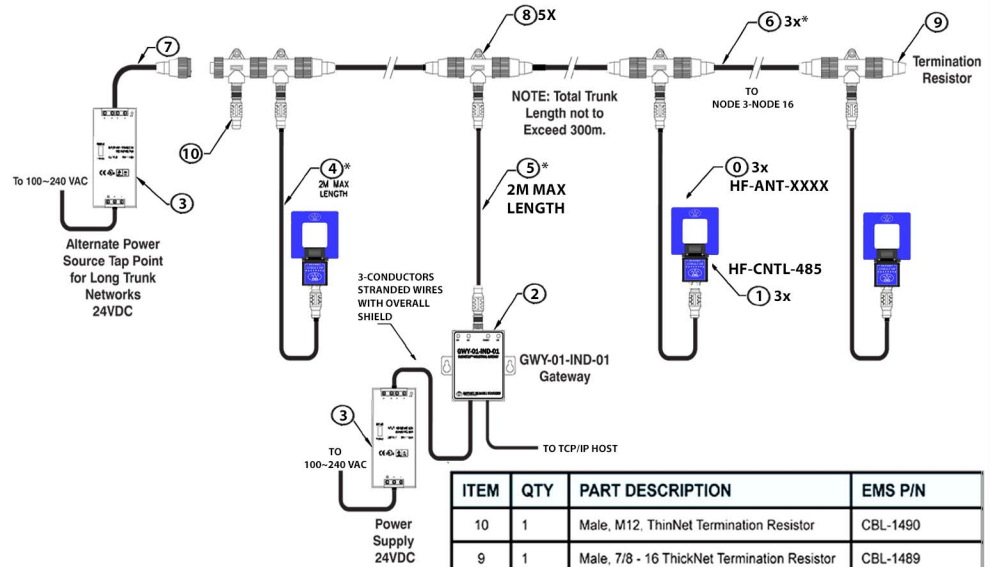 8 5X
6 3x*
9
7
Termination
Resistor
TO
NODE 3-NODE 16
NOTE: Total Trunk
Length not to
Exceed 300m.
10
4*
2M MAX
LENGTH
5*
2M MAX
LENGTH
0 3x
HF-ANT-XXXX
To 100~240 VAC
3
Alternate Power
Source Tap Point
for Long Trunk
Networks
24VDC
HF-CNTL-485
1 3x
3-CONDUCTORS
STRANDED WIRES
WITH OVERALL
SHIELD
2
GWY-01-IND-01
GWY-01-IND-01
Gateway
3
TO
100~240 VAC
TO TCP/IP HOST
Power
Supply
24VDC
ITEM QTY PART DESCRIPTION EMS P/N
10 1 Male, M12, ThinNet Termination Resistor CBL-1490
9 1 Male, 7/8 - 16 ThickNet Termination Resistor CBL-1489